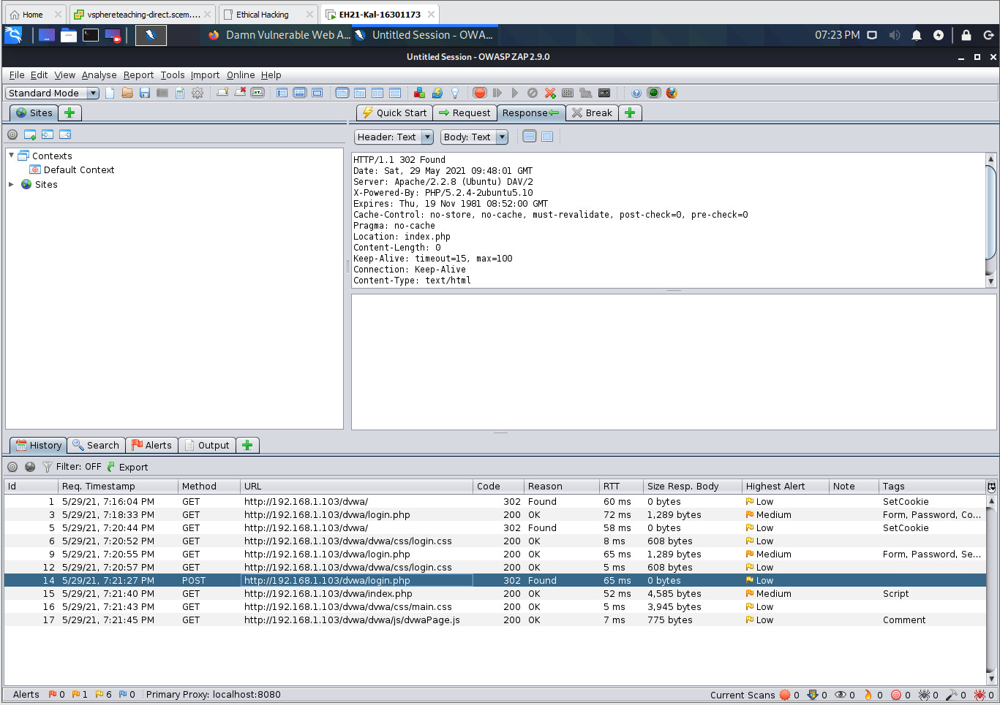 Home vsphereteaching-direct.scem.... Ethical Hacking EH21-Kal-16301173
Damn Vulnerable Web A... Untitled Session - OWA... 07:23 PM
Untitled Session - OWASP ZAP 2.9.0
File Edit View Analyse Report Tools Import Online Help
Standard Mode
Sites Quick Start Request Response Break
Header: Text Body: Text
Contexts
Default Context
Sites
HTTP/1.1 302 Found
Date: Sat, 29 May 2021 09:48:01 GMT
Server: Apache/2.2.8 (Ubuntu) DAV/2
X-Powered-By: PHP/5.2.4-2ubuntu5.10
Expires: Thu, 19 Nov 1981 08:52:00 GMT
Cache-Control: no-store, no-cache, must-revalidate, post-check=0, pre-check=0
Pragma: no-cache
Location: index.php
Content-Length: 0
Keep-Alive: timeout=15, max=100
Connection: Keep-Alive
Content-Type: text/html
History Search Alerts Output
Filter: OFF Export
Id Req. Timestamp Method URL Code Reason RTT Size Resp. Body Highest Alert Note Tags
1 5/29/21, 7:16:04 PM GET http://192.168.1.103/dvwa/ 302 Found 60 ms 0 bytes Low SetCookie
3 5/29/21, 7:18:33 PM GET http://192.168.1.103/dvwa/login.php 200 OK 72 ms 1,289 bytes Medium Form, Password, Co...
5 5/29/21, 7:20:44 PM GET http://192.168.1.103/dvwa/ 302 Found 58 ms 0 bytes Low SetCookie
6 5/29/21, 7:20:52 PM GET http://192.168.1.103/dvwa/dvwa/css/login.css 200 OK 8 ms 608 bytes Low
9 5/29/21, 7:20:55 PM GET http://192.168.1.103/dvwa/login.php 200 OK 65 ms 1,289 bytes Medium Form, Password, Se...
12 5/29/21, 7:20:57 PM GET http://192.168.1.103/dvwa/dvwa/css/login.css 200 OK 5 ms 608 bytes Low
14 5/29/21, 7:21:27 PM POST http://192.168.1.103/dvwa/login.php 302 Found 65 ms 0 bytes Low
15 5/29/21, 7:21:40 PM GET http://192.168.1.103/dvwa/index.php 200 OK 52 ms 4,585 bytes Medium Script
16 5/29/21, 7:21:43 PM GET http://192.168.1.103/dvwa/dvwa/css/main.css 200 OK 5 ms 3,945 bytes Low
17 5/29/21, 7:21:45 PM GET http://192.168.1.103/dvwa/dvwa/js/dvwaPage.js 200 OK 7 ms 775 bytes Low Comment
Alerts 0 1 6 0 Primary Proxy: localhost:8080 Current Scans 0 0 0 0 0 0 0 0